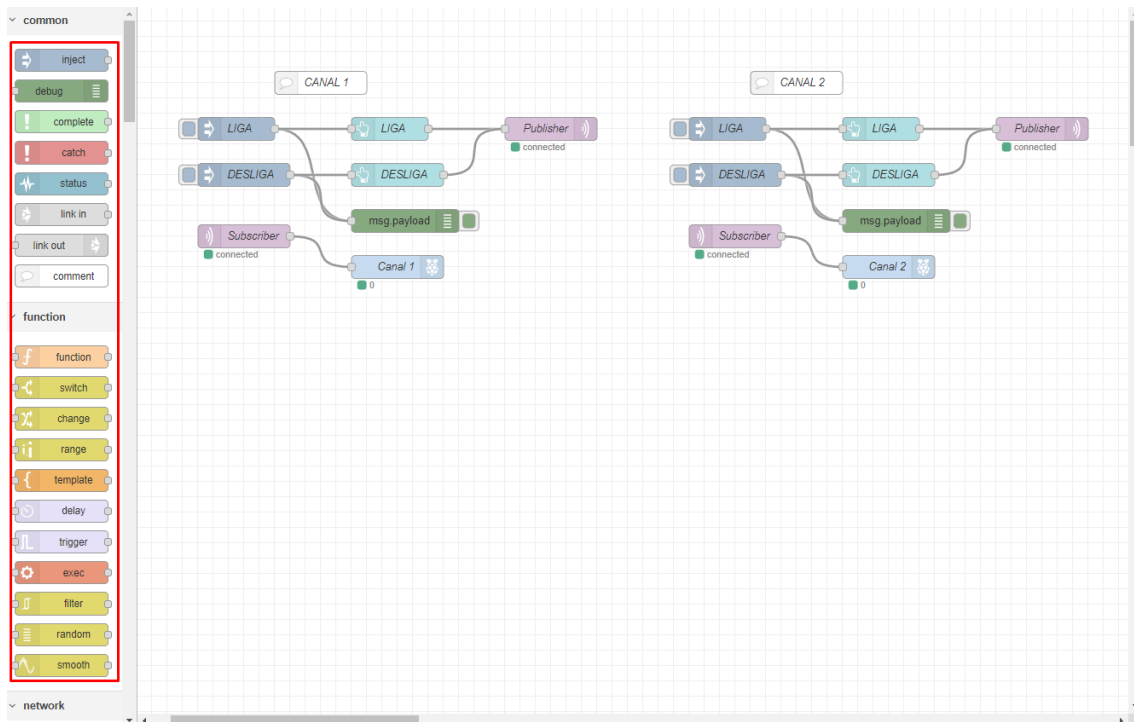 common
inject
debug
complete
catch
status
link in
link out
comment
function
function
switch
change
range
template
delay
trigger
exec
filter
random
smooth
network
CANAL 1
LIGA
LIGA
Publisher
connected
DESLIGA
DESLIGA
msg.payload
Subscriber
connected
Canal 1
0
CANAL 2
LIGA
LIGA
Publisher
connected
DESLIGA
DESLIGA
msg.payload
Subscriber
connected
Canal 2
0